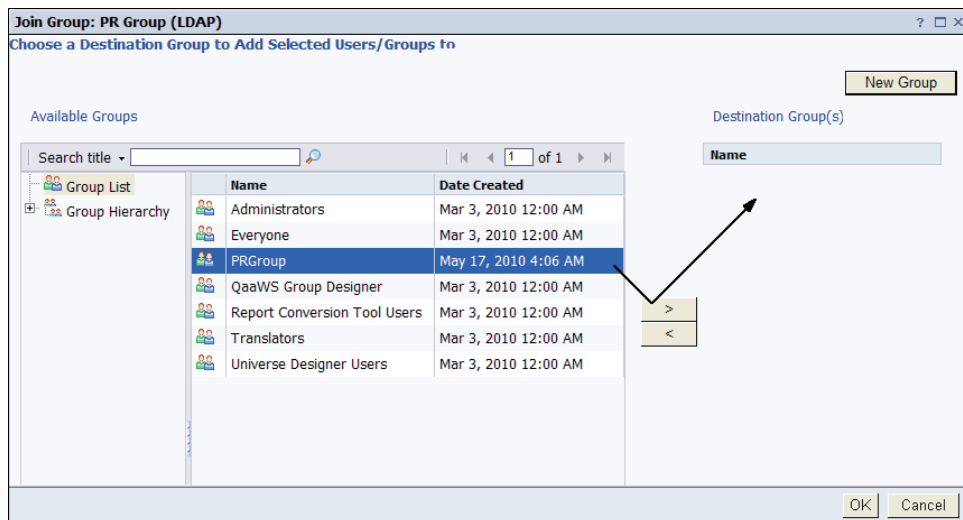 Join Group: PR Group (LDAP)
?
Choose a Destination Group to Add Selected Users/Groups to
New Group
Available Groups
Destination Group(s)
Search title
1 of 1
Name
Group List
Group Hierarchy
Name Date Created
Administrators Mar 3, 2010 12:00 AM
Everyone Mar 3, 2010 12:00 AM
PRGroup May 17, 2010 4:06 AM
QaaWS Group Designer Mar 3, 2010 12:00 AM
Report Conversion Tool Users Mar 3, 2010 12:00 AM
Translators Mar 3, 2010 12:00 AM
Universe Designer Users Mar 3, 2010 12:00 AM
>
<
OK Cancel